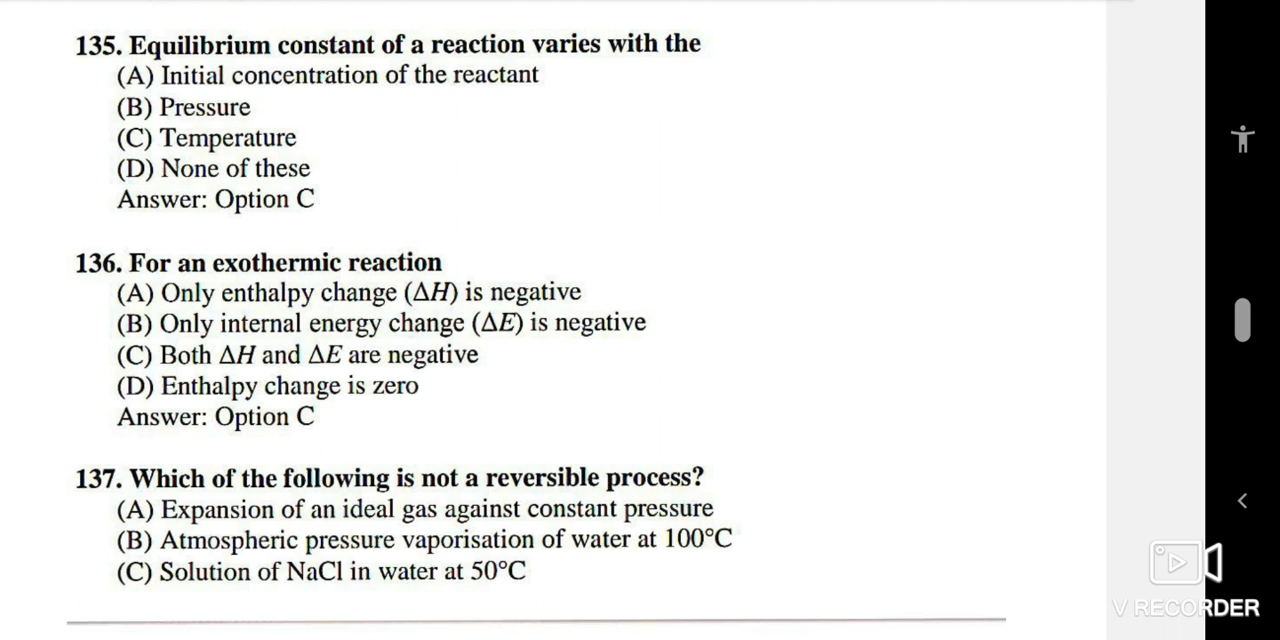 135. Equilibrium constant of a reaction varies with the
(A) Initial concentration of the reactant
(B) Pressure
(C) Temperature
(D) None of these
Answer: Option C
136. For an exothermic reaction
(A) Only enthalpy change (ΔH) is negative
(B) Only internal energy change (ΔE) is negative
(C) Both ΔH and ΔE are negative
(D) Enthalpy change is zero
Answer: Option C
137. Which of the following is not a reversible process?
(A) Expansion of an ideal gas against constant pressure
(B) Atmospheric pressure vaporisation of water at 100°C
(C) Solution of NaCl in water at 50°C
V RECORDER